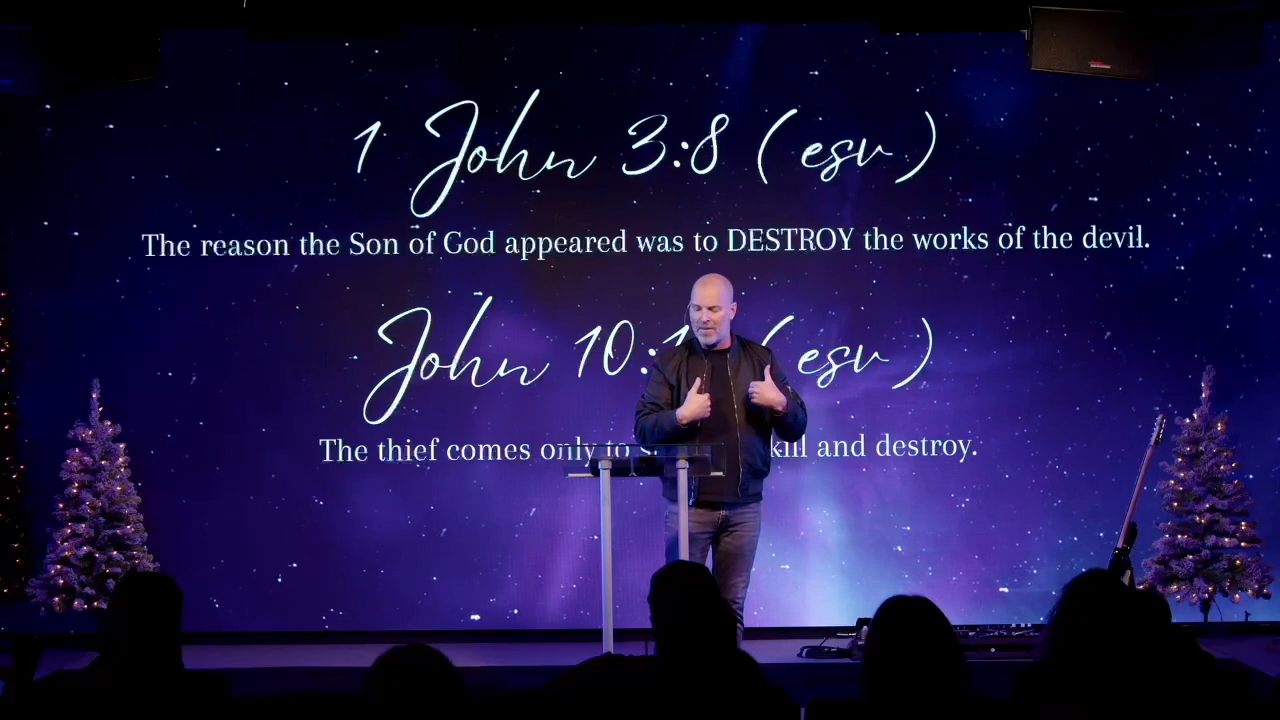 1 John 3:8 (esv)
The reason the Son of God appeared was to DESTROY the works of the devil.
John 10:1 (esv)
The thief comes only to kill and destroy.